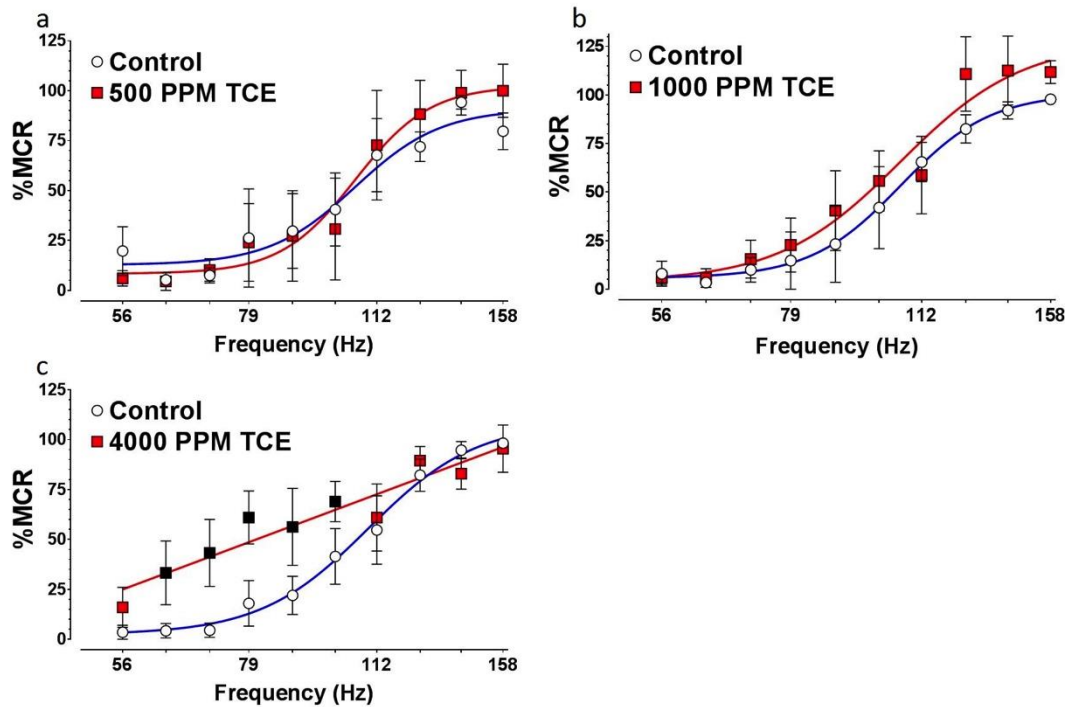 a
125
100
75
50
25
0
%MCR
Control
500 PPM TCE
56
79
112
158
Frequency (Hz)
b
125
100
75
50
25
0
%MCR
Control
1000 PPM TCE
56
79
112
158
Frequency (Hz)
c
125
100
75
50
25
0
%MCR
Control
4000 PPM TCE
56
79
112
158
Frequency (Hz)